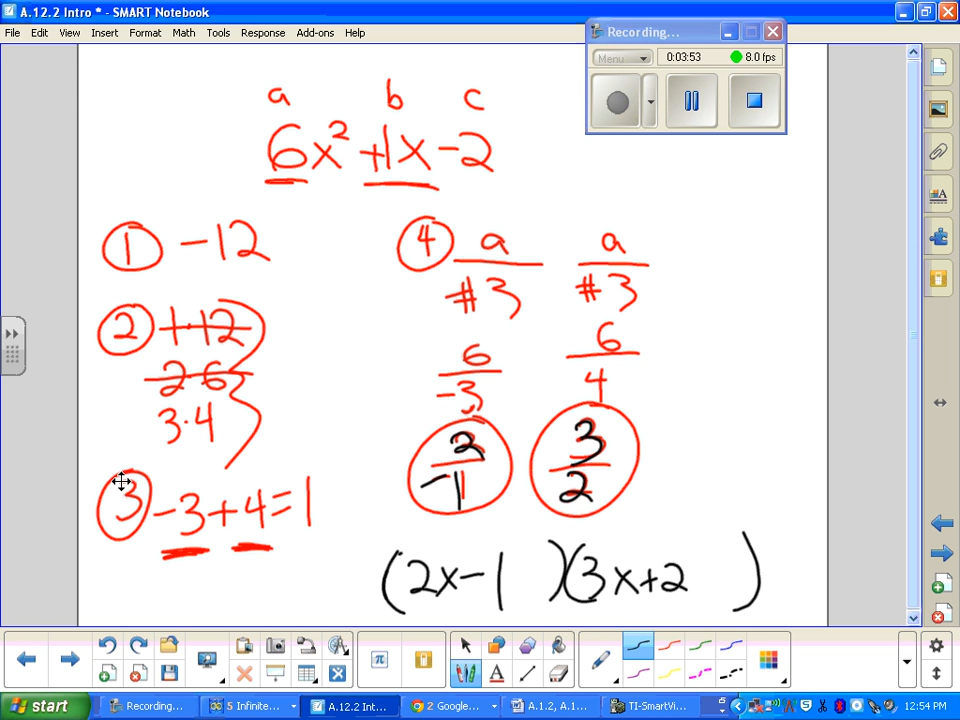 A.12.2 Intro * - SMART Notebook
File Edit View Insert Format Math Tools Response Add-ons Help
Recording...
Menu 0:03:53 8.0 fps
a b c
6x² +1x -2
① -12
② 1·12
2·6
3·4
③ -3+4=1
④ a a
#3 #3
6 6
-3 4
2 3
-1 2
(2x-1 )(3x+2 )
π
A
start
Recording...
5 Infinite...
A.12.2 Int...
2 Google...
A.1.2, A.1...
TI-SmartVi...
12:54 PM